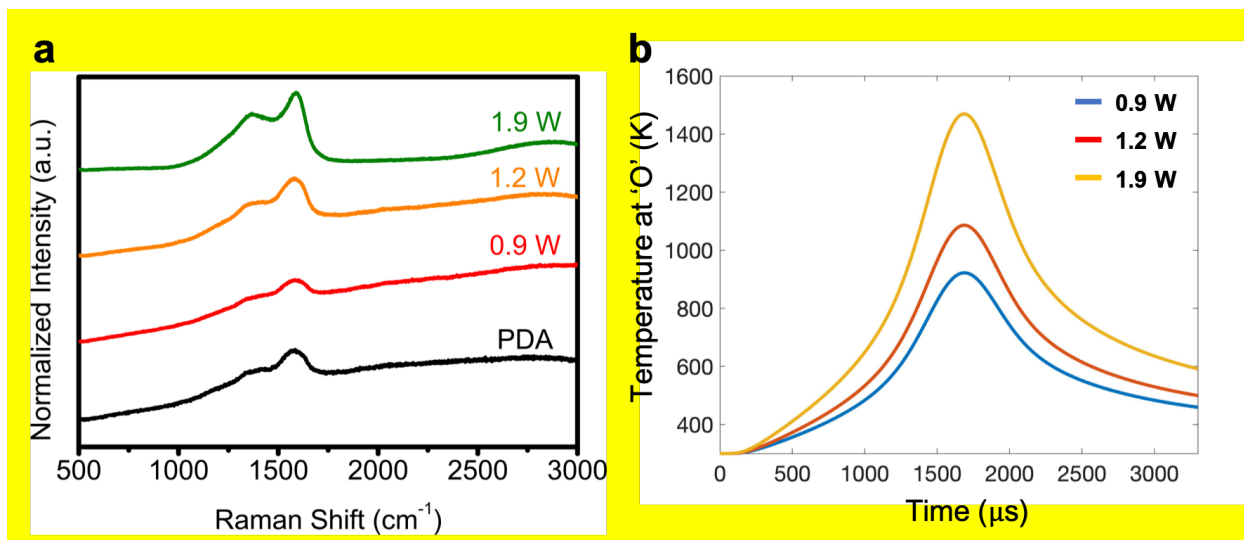 a
1.9 W
1.2 W
0.9 W
PDA
Normalized Intensity (a.u.)
500 1000 1500 2000 2500 3000
Raman Shift (cm⁻¹)
b
1600
1400
1200
1000
800
600
400
Temperature at ‘O’ (K)
0.9 W
1.2 W
1.9 W
0 500 1000 1500 2000 2500 3000
Time (μs)